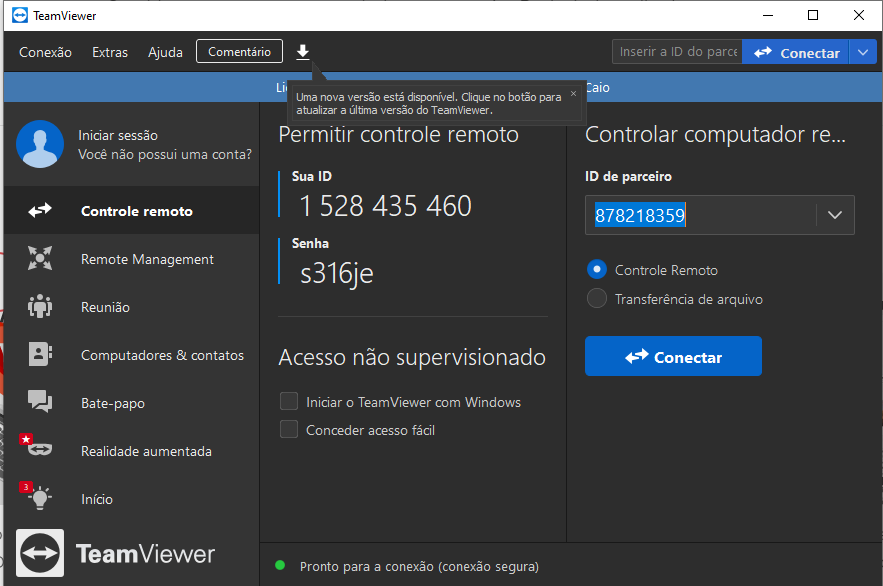 TeamViewer
Conexão Extras Ajuda Comentário Inserir a ID do parce Conectar
Caio
Uma nova versão está disponível. Clique no botão para
atualizar a última versão do TeamViewer.
Iniciar sessão
Você não possui uma conta?
Controle remoto
Remote Management
Reunião
Computadores & contatos
Bate-papo
Realidade aumentada
3
Início
TeamViewer
Permitir controle remoto
Sua ID
1 528 435 460
Senha
s316je
Acesso não supervisionado
Iniciar o TeamViewer com Windows
Conceder acesso fácil
Controlar computador re...
ID de parceiro
878218359
Controle Remoto
Transferência de arquivo
Conectar
Pronto para a conexão (conexão segura)